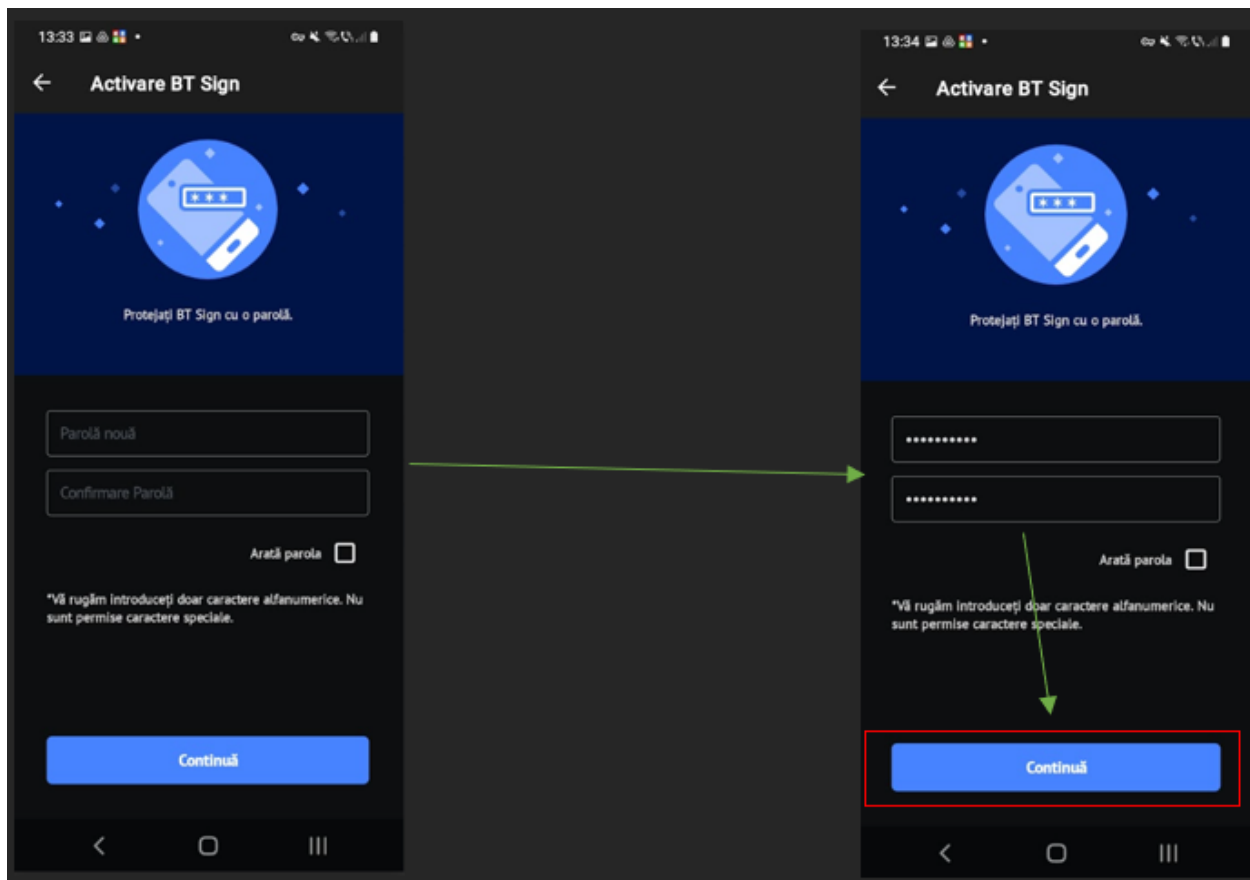 13:33
Activare BT Sign
***
Protejați BT Sign cu o parolă.
Parolă nouă
Confirmare Parolă
Arată parola
*Vă rugăm introduceți doar caractere alfanumerice. Nu
sunt permise caractere speciale.
Continuă
13:34
Activare BT Sign
***
Protejați BT Sign cu o parolă.
••••••••••
••••••••••
Arată parola
*Vă rugăm introduceți doar caractere alfanumerice. Nu
sunt permise caractere speciale.
Continuă